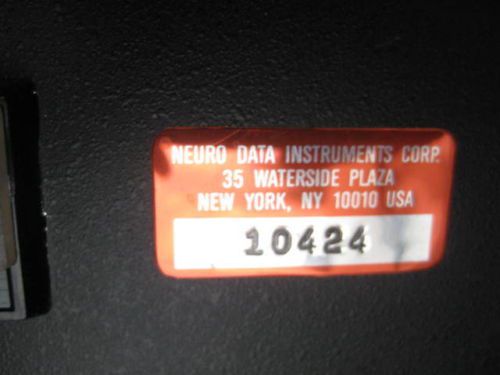 NEURO DATA INSTRUMENTS CORP.
35 WATERSIDE PLAZA
NEW YORK, NY 10010 USA
10424